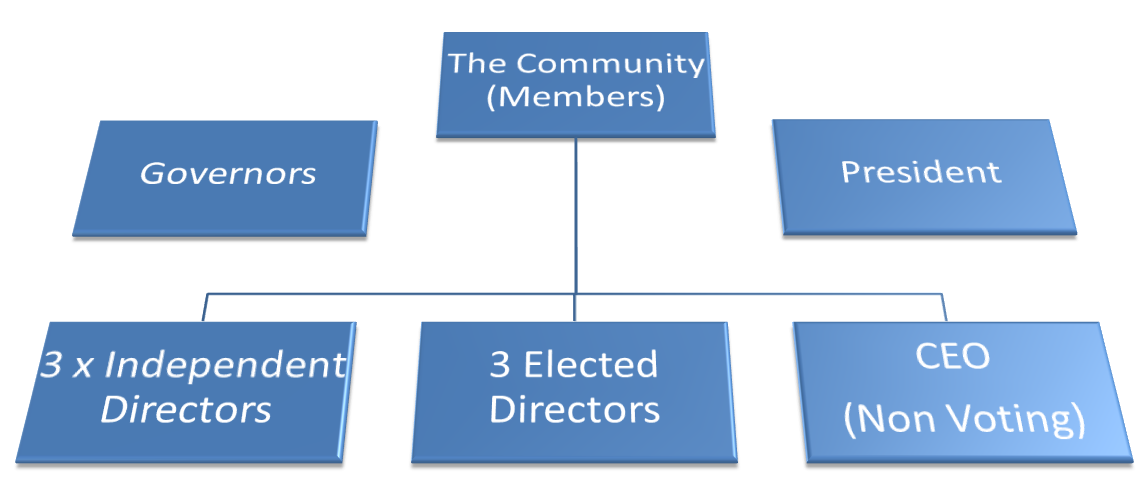 The Community
(Members)
Governors
President
3 x Independent
Directors
3 Elected
Directors
CEO
(Non Voting)